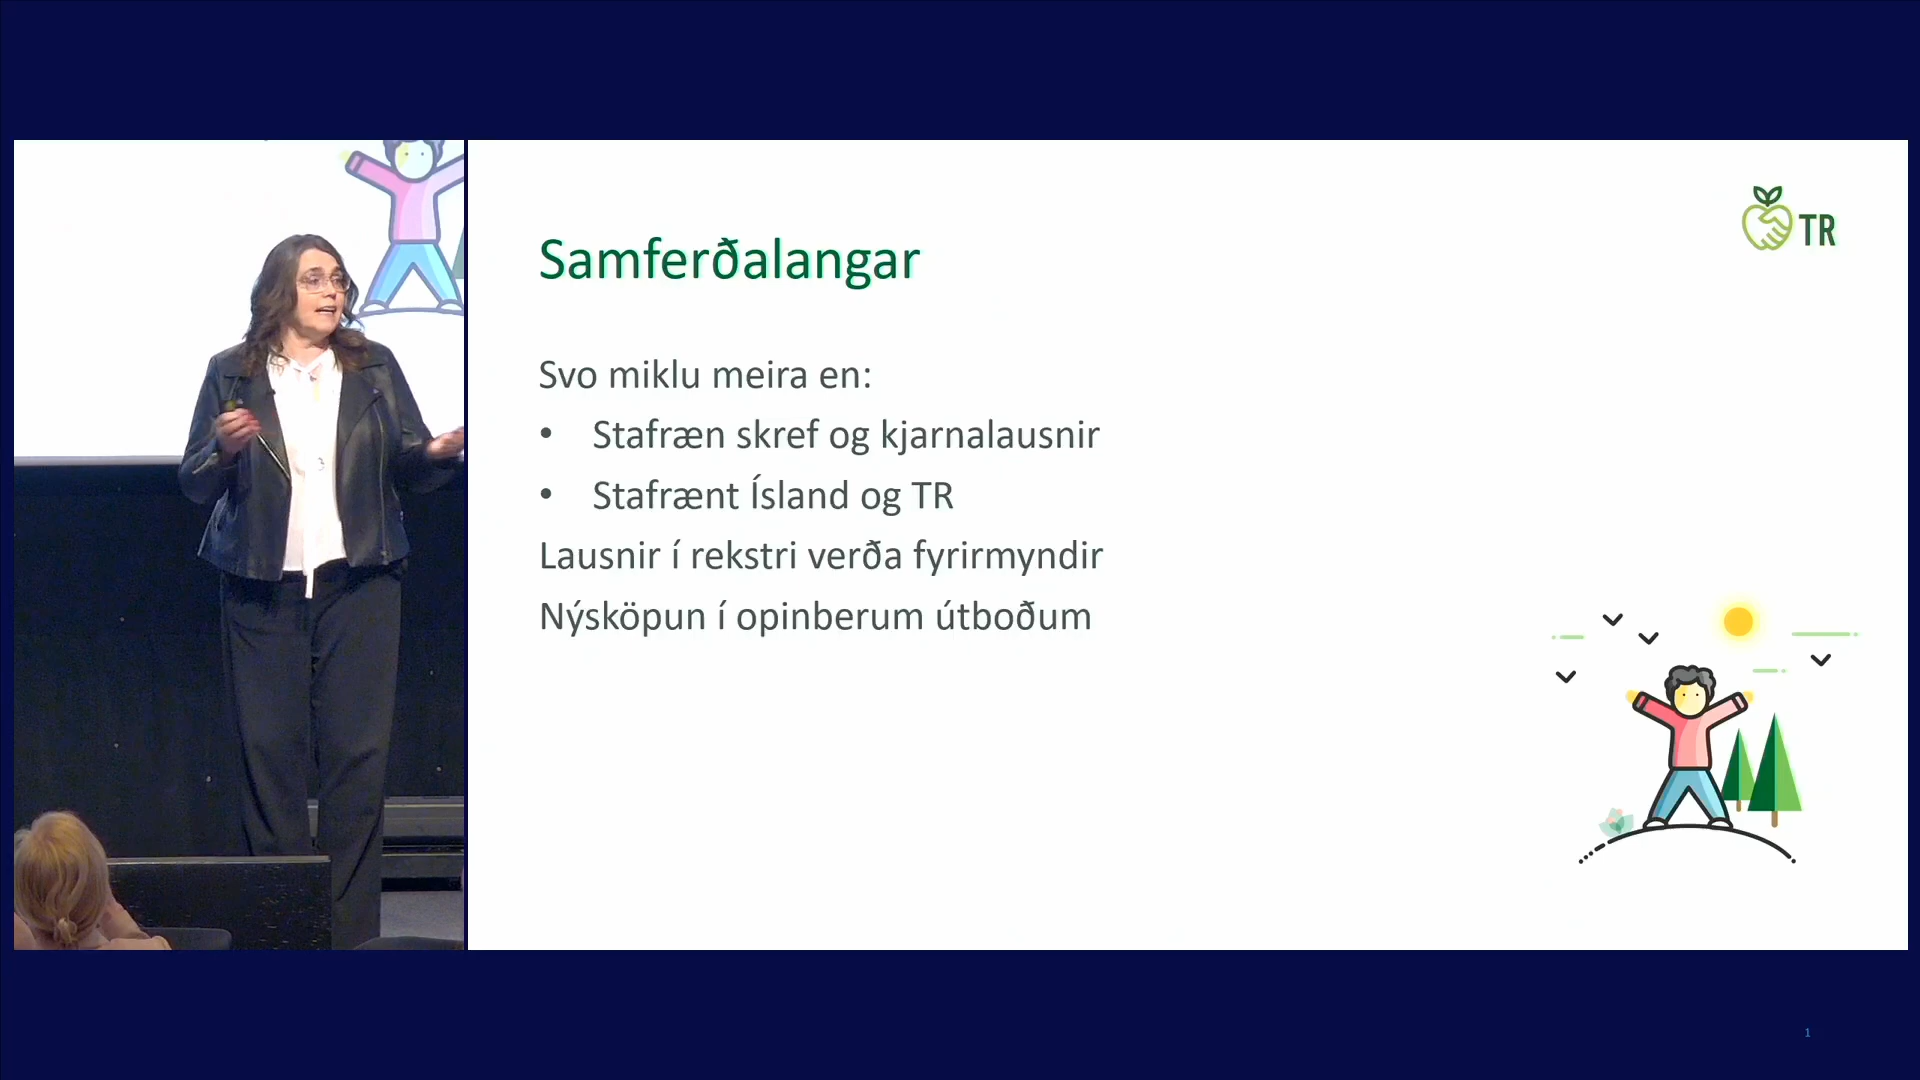 TR
Samferðalangar
Svo miklu meira en:
• Stafræn skref og kjarnalausnir
• Stafrænt Ísland og TR
Lausnir í rekstri verða fyrirmyndir
Nýsköpun í opinberum útboðum
1